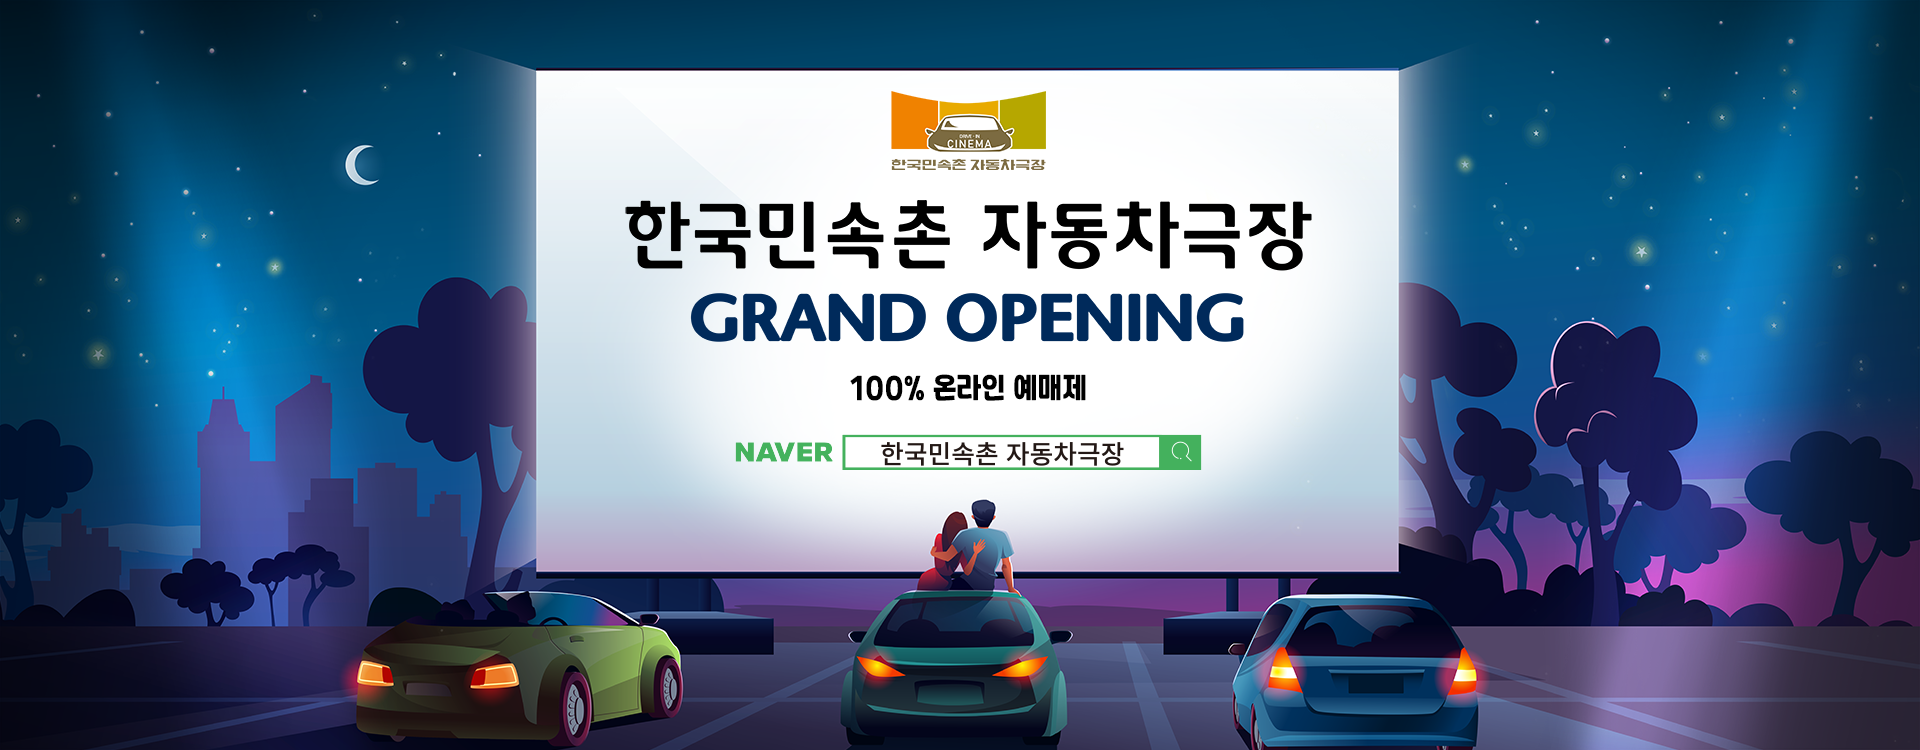 DRIVE - IN
CINEMA
한국민속촌 자동차극장
한국민속촌 자동차극장
GRAND OPENING
100% 온라인 예매제
NAVER 한국민속촌 자동차극장